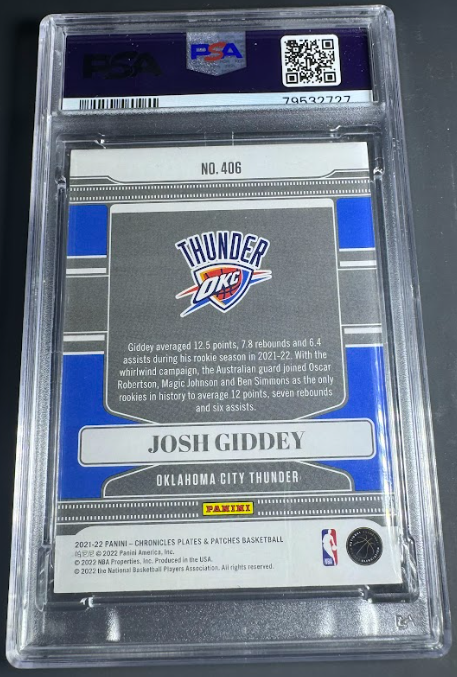 PSA
PSA
79532727
NO. 406
THUNDER
OKC
Giddey averaged 12.5 points, 7.8 rebounds and 6.4
assists during his rookie season in 2021-22. With the
whirlwind campaign, the Australian guard joined Oscar
Robertson, Magic Johnson and Ben Simmons as the only
rookies in history to average 12 points, seven rebounds
and six assists.
JOSH GIDDEY
OKLAHOMA CITY THUNDER
PANINI
2021-22 PANINI – CHRONICLES PLATES & PATCHES BASKETBALL
© 2022 Panini America, Inc.
© 2022 NBA Properties, Inc. Produced in the USA.
© 2022 the National Basketball Players Association. All rights reserved.